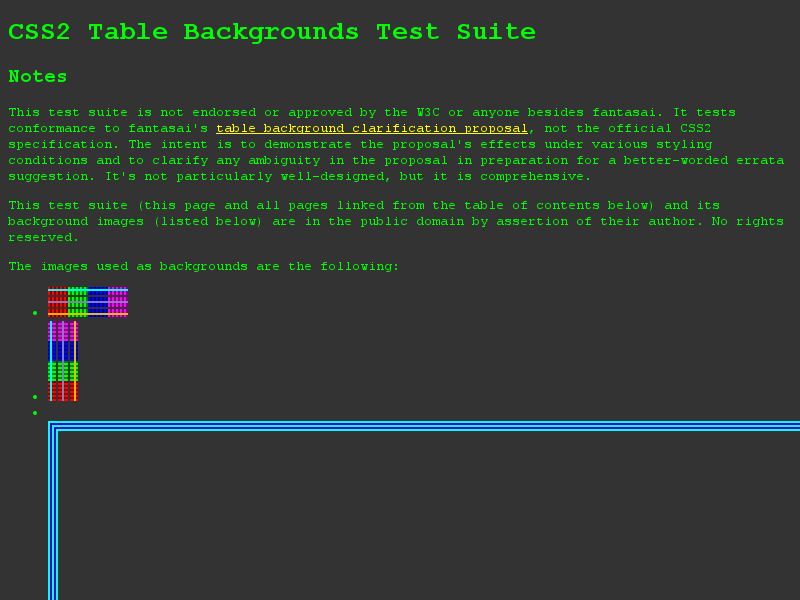 CSS2 Table Backgrounds Test Suite
Notes
This test suite is not endorsed or approved by the W3C or anyone besides fantasai. It tests
conformance to fantasai's table background clarification proposal, not the official CSS2
specification. The intent is to demonstrate the proposal's effects under various styling
conditions and to clarify any ambiguity in the proposal in preparation for a better-worded errata
suggestion. It's not particularly well-designed, but it is comprehensive.
This test suite (this page and all pages linked from the table of contents below) and its
background images (listed below) are in the public domain by assertion of their author. No rights
reserved.
The images used as backgrounds are the following: